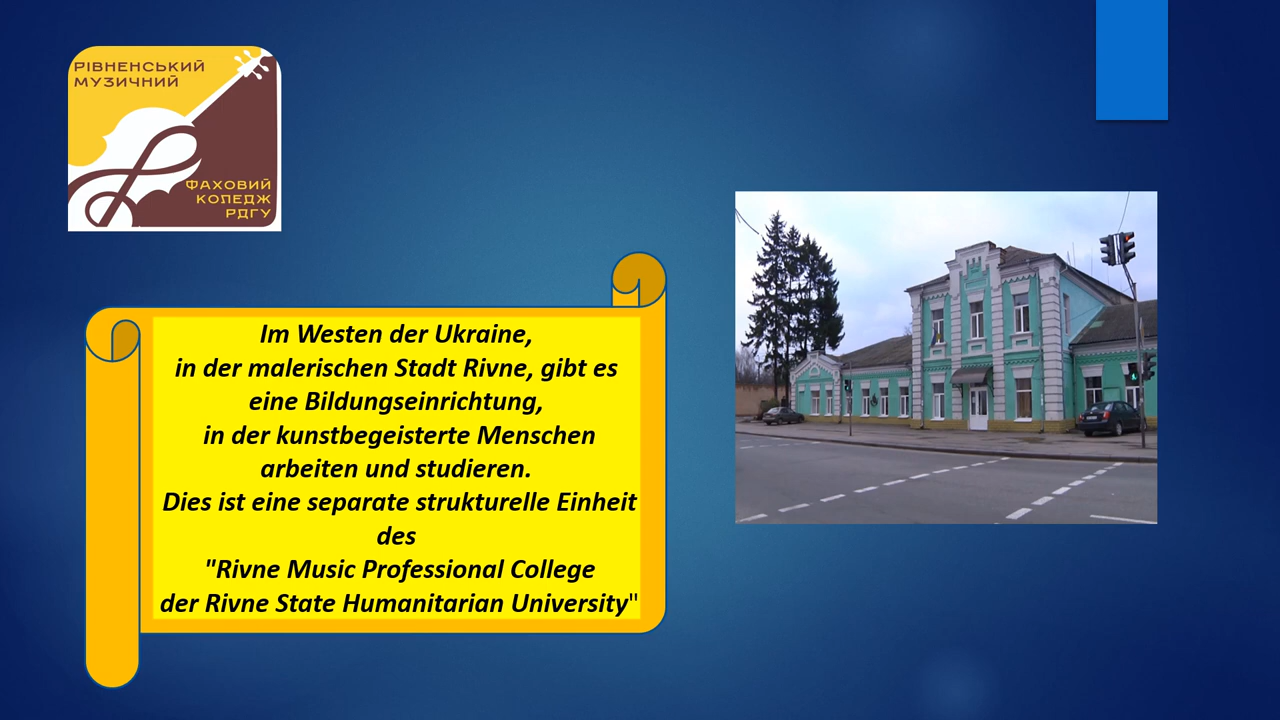 РІВНЕНСЬКИЙ
МУЗИЧНИЙ
ФАХОВИЙ
КОЛЕДЖ
РДГУ
Im Westen der Ukraine,
in der malerischen Stadt Rivne, gibt es
eine Bildungseinrichtung,
in der kunstbegeisterte Menschen
arbeiten und studieren.
Dies ist eine separate strukturelle Einheit
des
"Rivne Music Professional College
der Rivne State Humanitarian University"